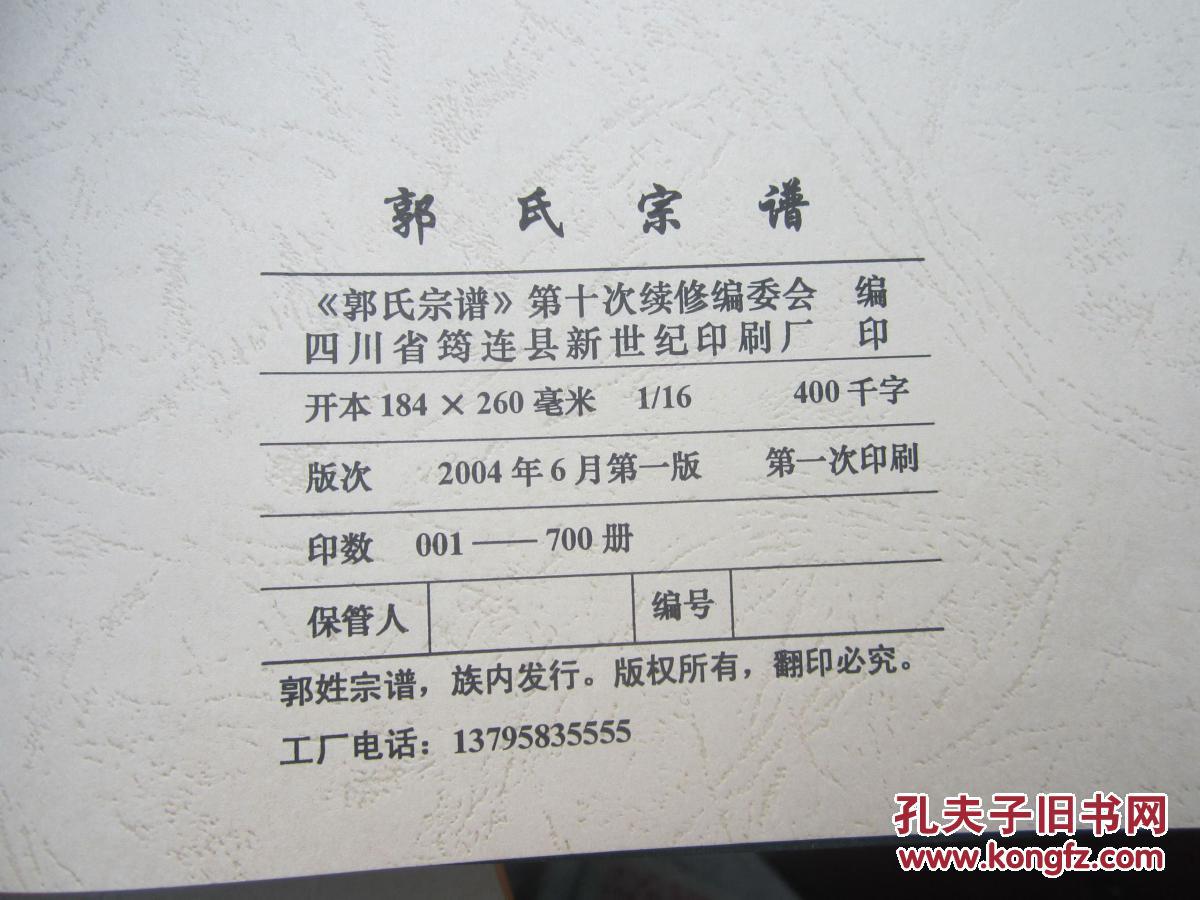 郭氏宗谱
《郭氏宗谱》第十次续修编委会 编
四川省筠连县新世纪印刷厂 印
开本 184 × 260 毫米 1/16 400 千字
版次 2004 年 6 月第一版 第一次印刷
印数 001 —— 700 册
保管人 编号
郭姓宗谱，族内发行。版权所有，翻印必究。
工厂电话：13795835555
孔夫子旧书网
www.kongfz.com